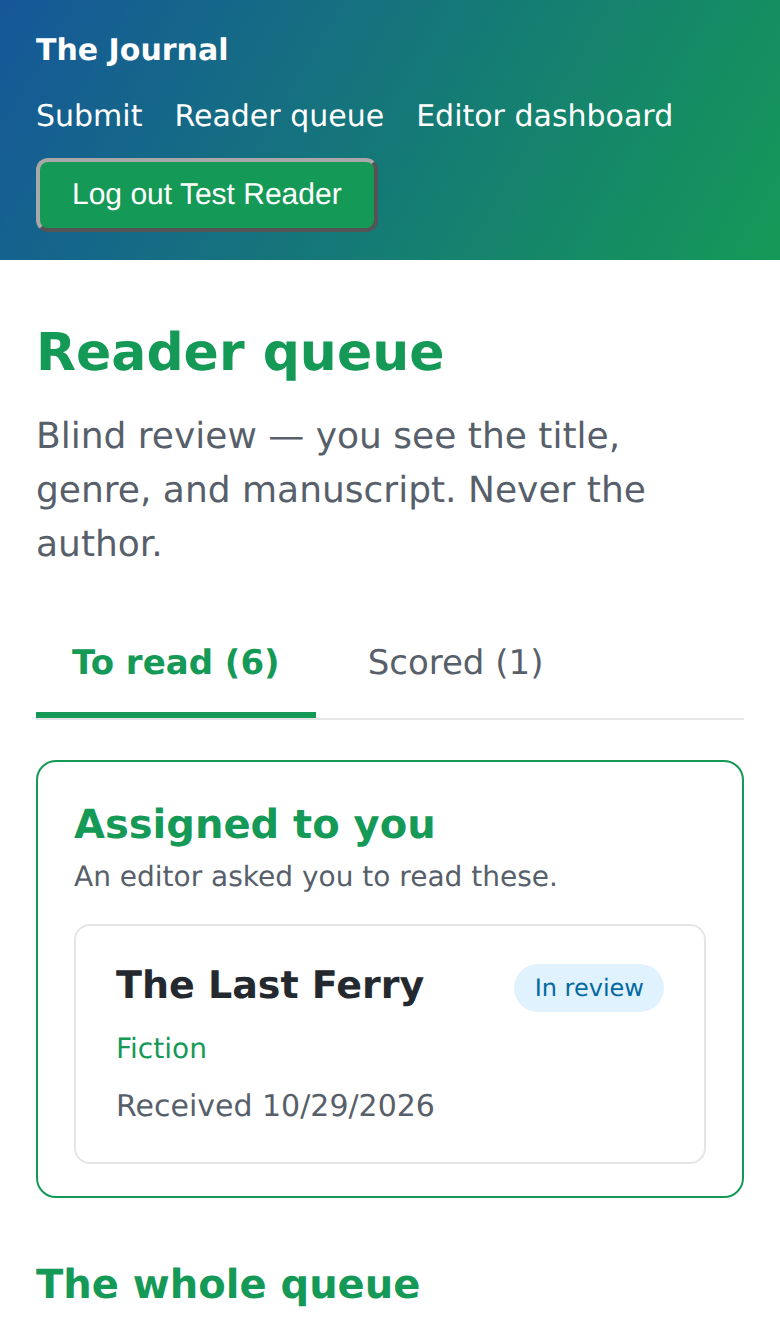 The Journal
Submit Reader queue Editor dashboard
Log out Test Reader
Reader queue
Blind review — you see the title,
genre, and manuscript. Never the
author.
To read (6) Scored (1)
Assigned to you
An editor asked you to read these.
The Last Ferry In review
Fiction
Received 10/29/2026
The whole queue